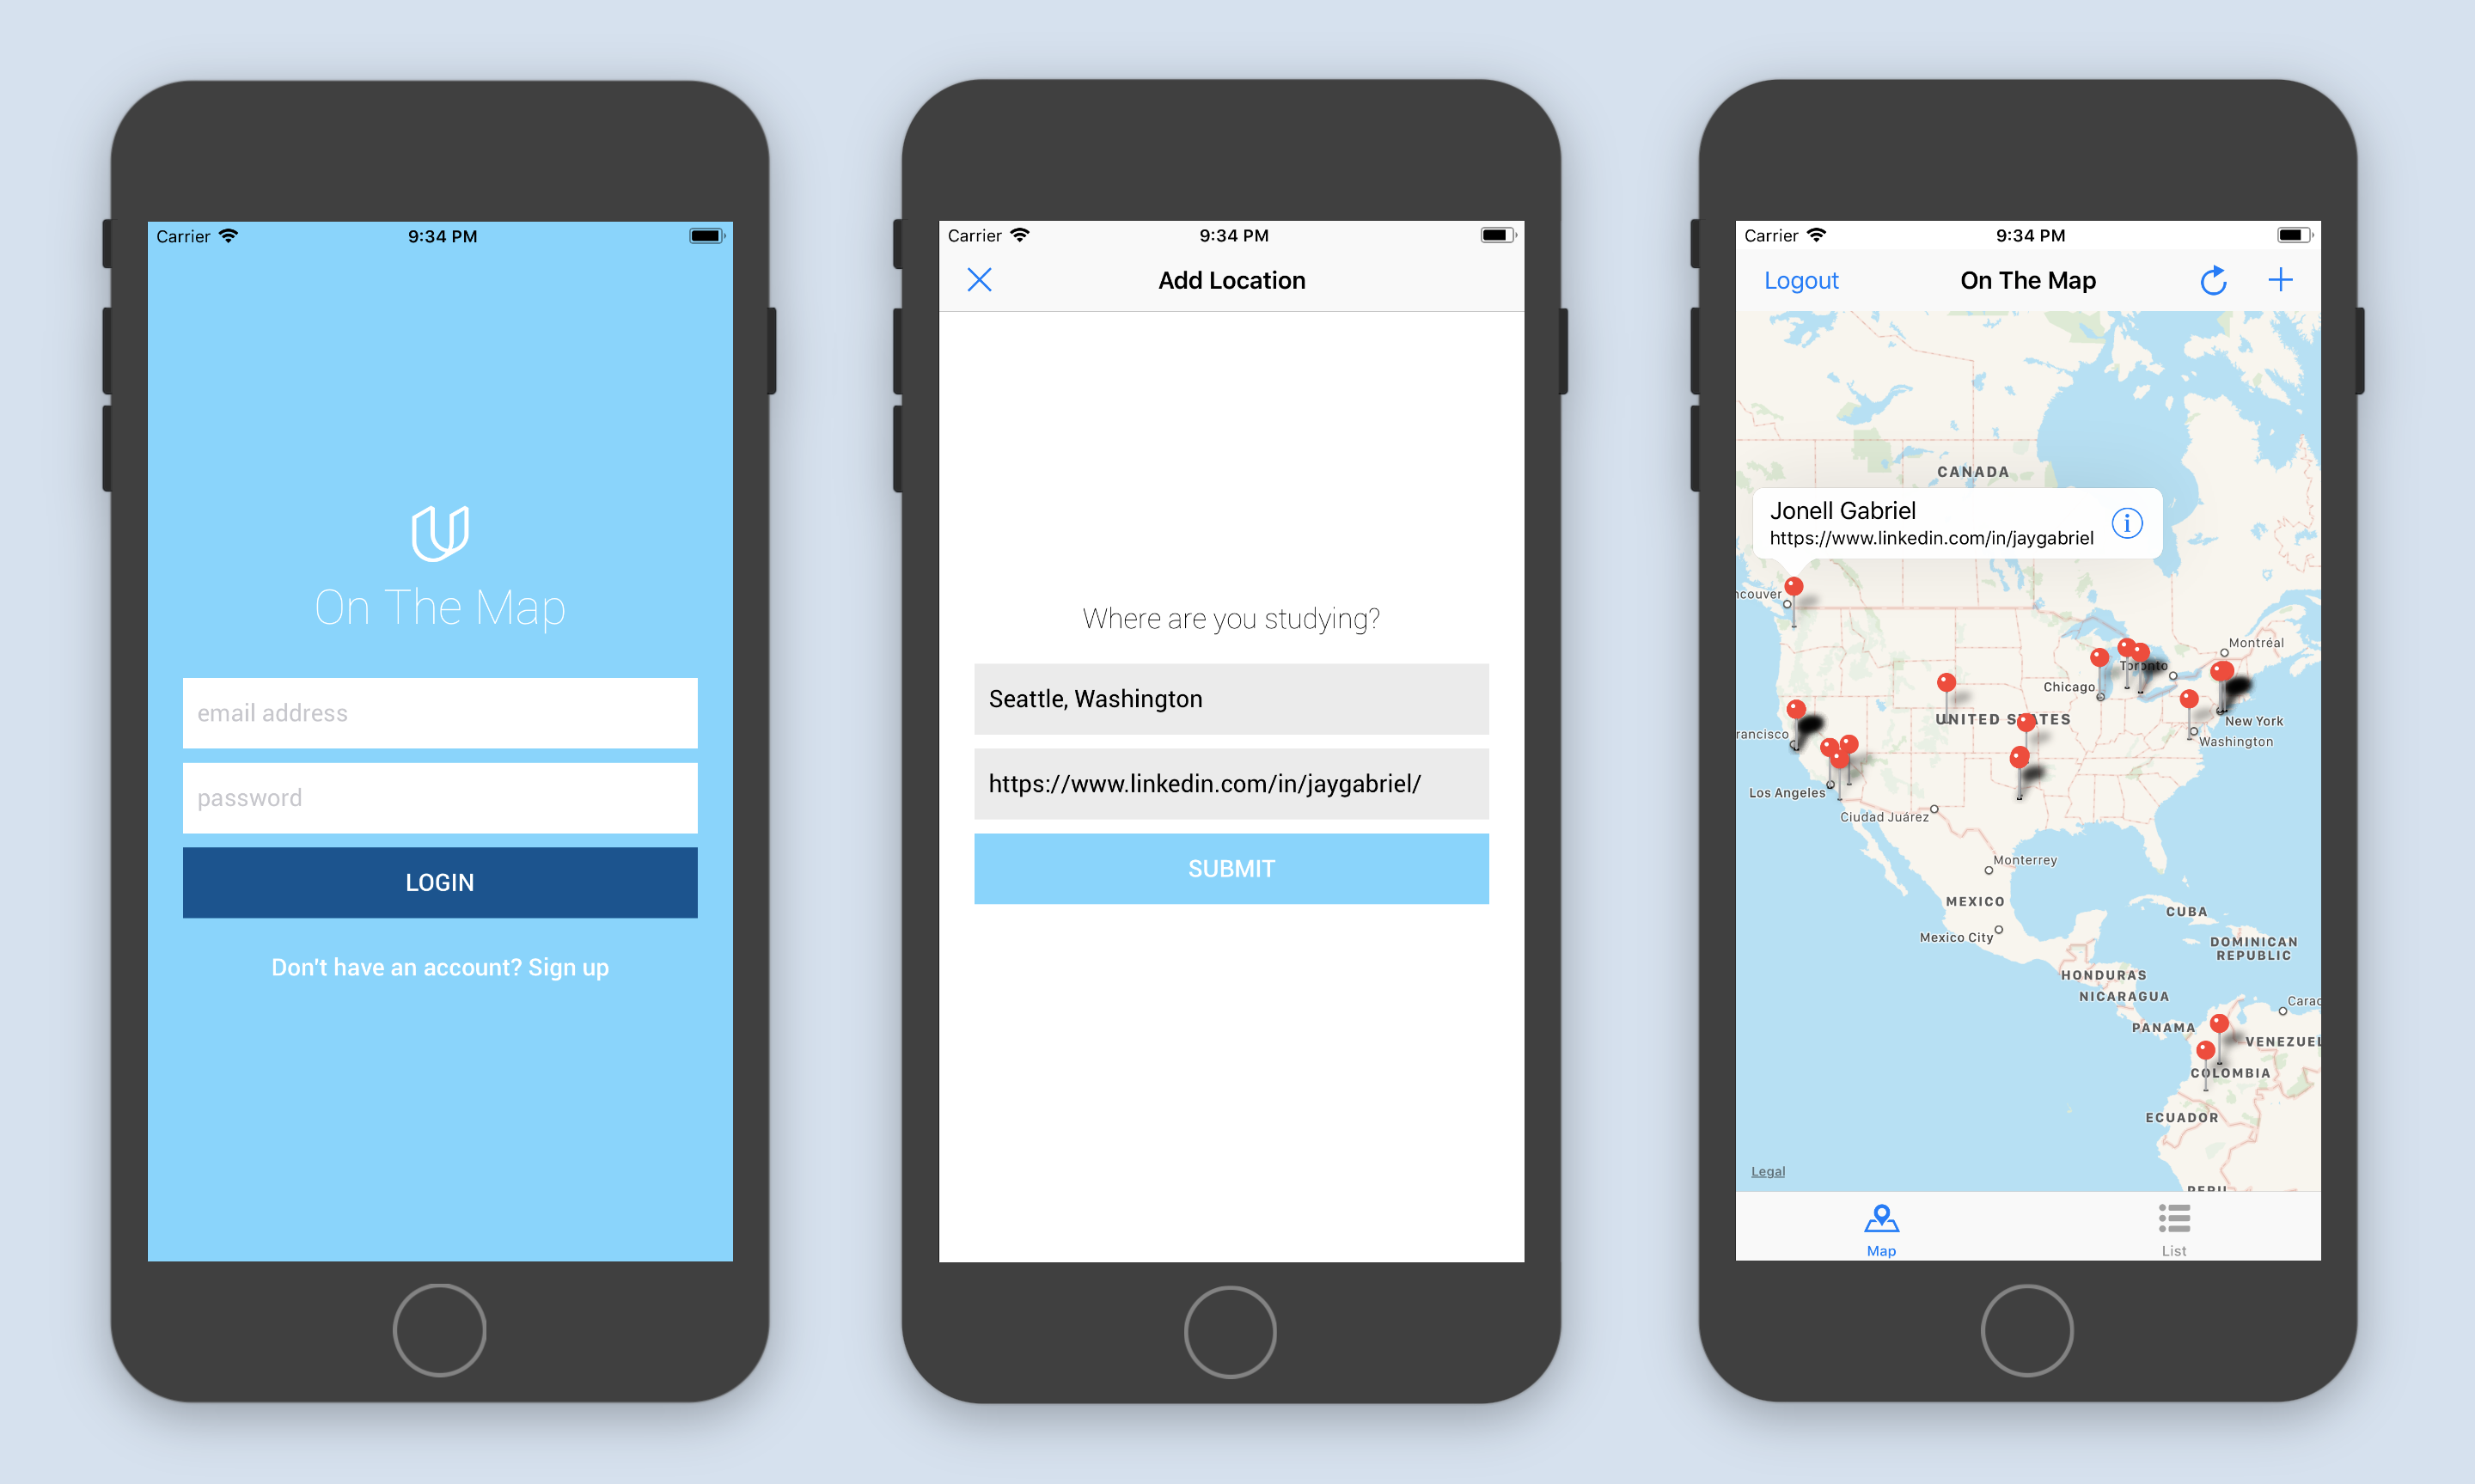 Carrier 9:34 PM
On The Map
email address
password
LOGIN
Don't have an account? Sign up
Carrier 9:34 PM
Add Location
Where are you studying?
Seattle, Washington
https://www.linkedin.com/in/jaygabriel/
SUBMIT
Carrier 9:34 PM
Logout On The Map
CANADA
Jonell Gabriel
https://www.linkedin.com/in/jaygabriel
ncouver
Montréal
Toronto
Chicago
UNITED STATES
New York
rancisco
Washington
Los Angeles
Ciudad Juárez
Monterrey
MEXICO
CUBA
Mexico City
DOMINICAN
REPUBLIC
HONDURAS
NICARAGUA
Carac
PANAMA
VENEZUEL
COLOMBIA
ECUADOR
Legal
PERU
Map
List